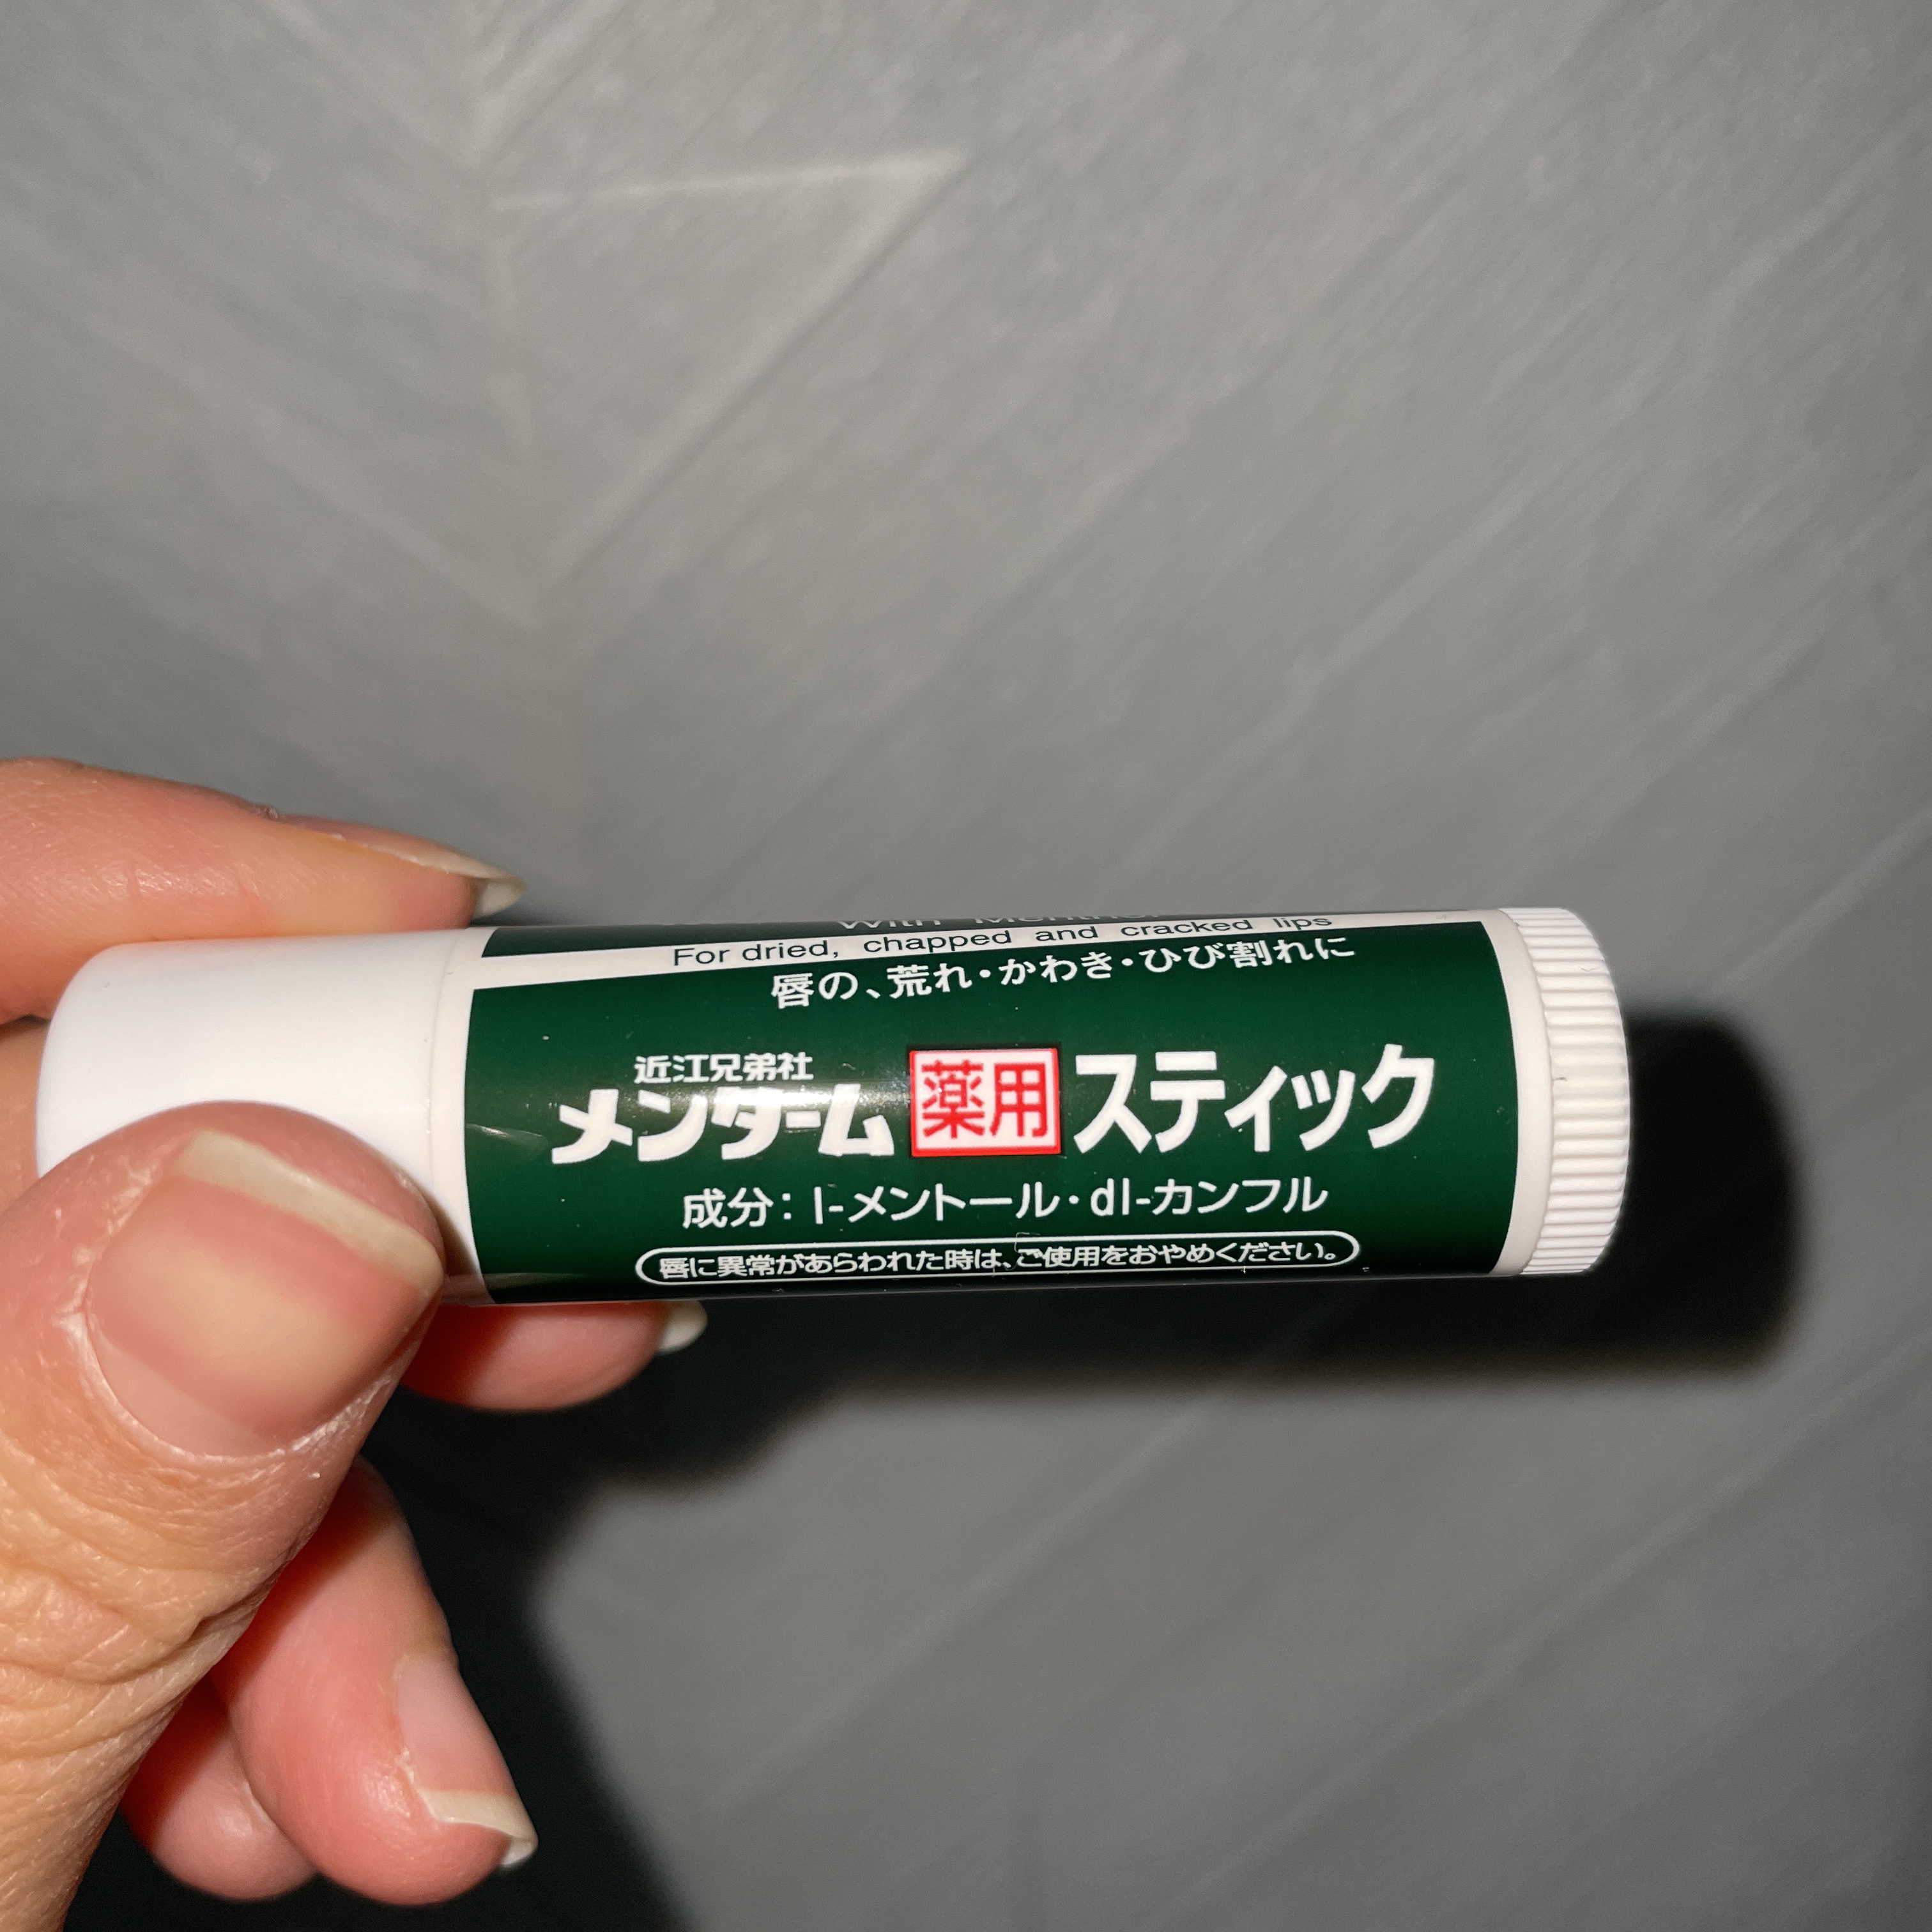 With Menthol
For dried, chapped and cracked lips
唇の、荒れ・かわき・ひび割れに
近江兄弟社
メンターム 薬用 スティック
成分：l-メントール・dl-カンフル
唇に異常があらわれた時は、ご使用をおやめください。